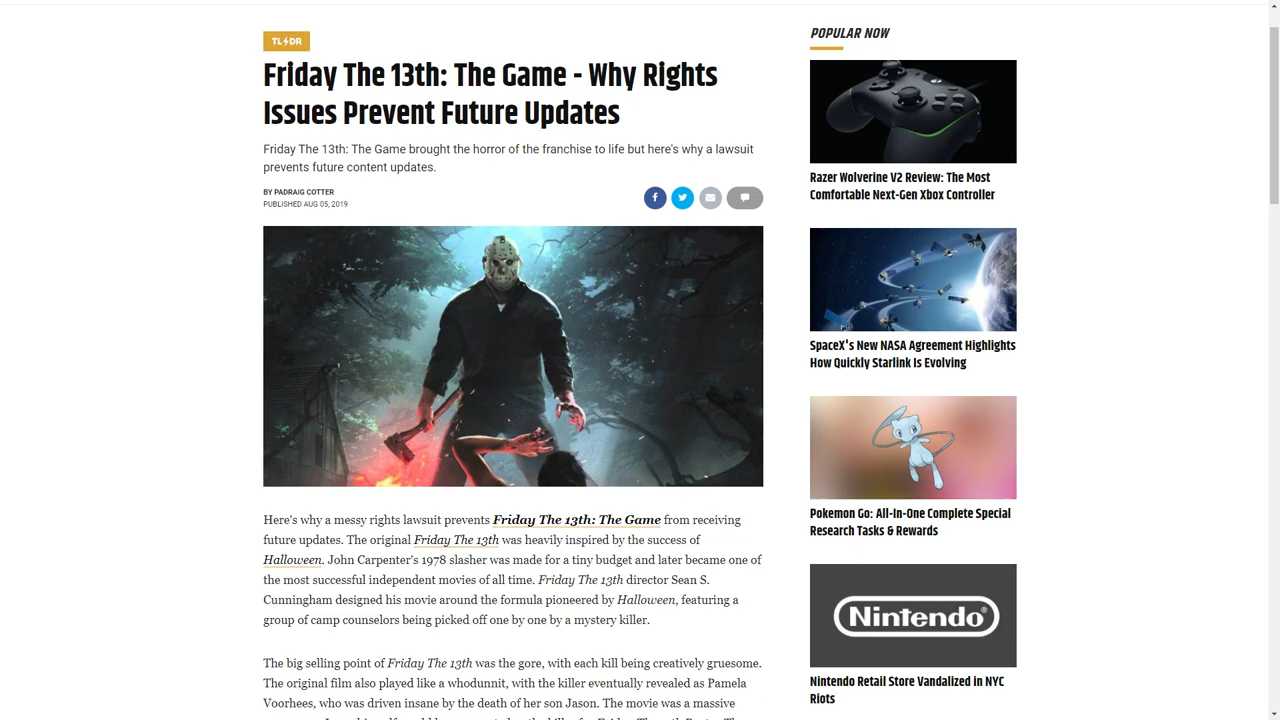 TL DR
Friday The 13th: The Game - Why Rights
Issues Prevent Future Updates
Friday The 13th: The Game brought the horror of the franchise to life but here's why a lawsuit
prevents future content updates.
BY PADRAIG COTTER
PUBLISHED AUG 05, 2019
Here's why a messy rights lawsuit prevents Friday The 13th: The Game from receiving
future updates. The original Friday The 13th was heavily inspired by the success of
Halloween. John Carpenter's 1978 slasher was made for a tiny budget and later became one of
the most successful independent movies of all time. Friday The 13th director Sean S.
Cunningham designed his movie around the formula pioneered by Halloween, featuring a
group of camp counselors being picked off one by one by a mystery killer.
The big selling point of Friday The 13th was the gore, with each kill being creatively gruesome.
The original film also played like a whodunnit, with the killer eventually revealed as Pamela
Voorhees, who was driven insane by the death of her son Jason. The movie was a massive
POPULAR NOW
Razer Wolverine V2 Review: The Most
Comfortable Next-Gen Xbox Controller
SpaceX's New NASA Agreement Highlights
How Quickly Starlink Is Evolving
Pokemon Go: All-In-One Complete Special
Research Tasks & Rewards
Nintendo®
Nintendo Retail Store Vandalized in NYC
Riots